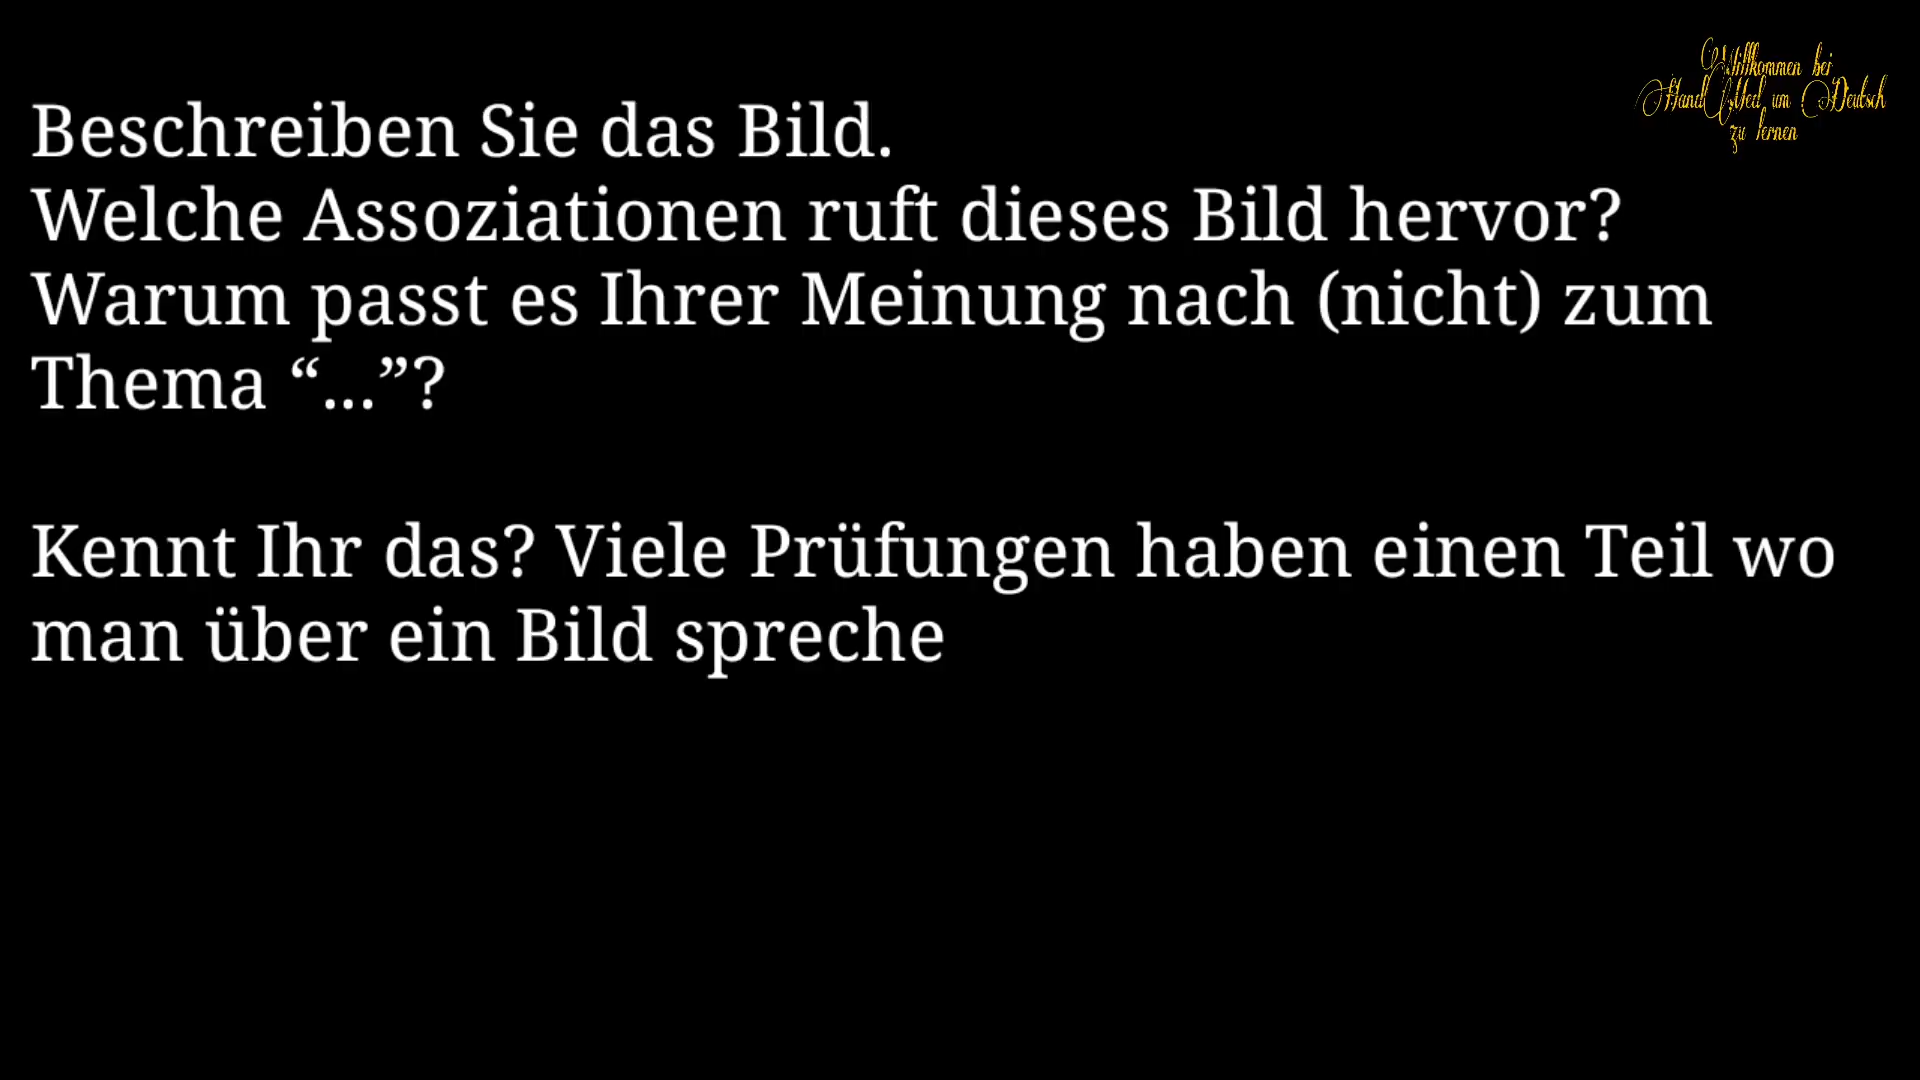 Willkommen bei
Hand Med um Deutsch
zu lernen
Beschreiben Sie das Bild.
Welche Assoziationen ruft dieses Bild hervor?
Warum passt es Ihrer Meinung nach (nicht) zum
Thema “...”?
Kennt Ihr das? Viele Prüfungen haben einen Teil wo
man über ein Bild spreche